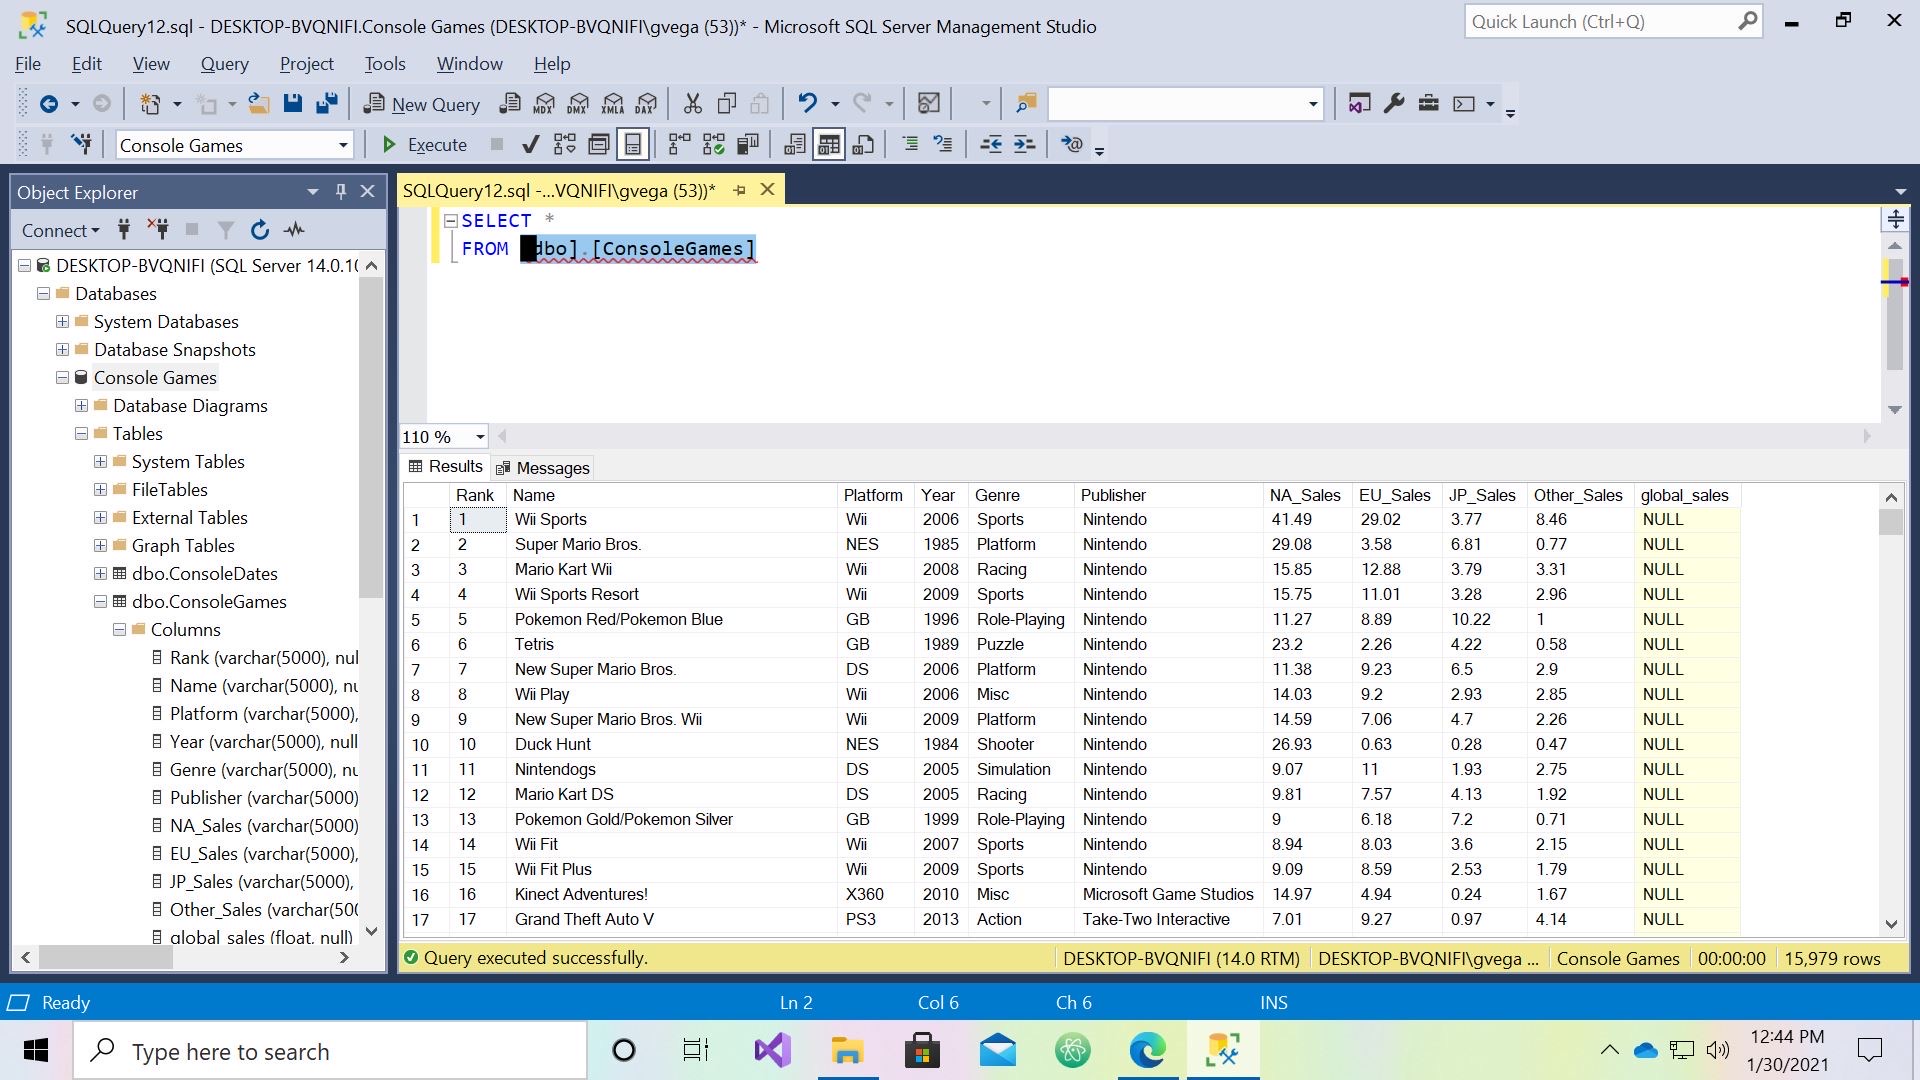 SQLQuery12.sql - DESKTOP-BVQNIFI.Console Games (DESKTOP-BVQNIFI\gvega (53))* - Microsoft SQL Server Management Studio
Quick Launch (Ctrl+Q)
File Edit View Query Project Tools Window Help
New Query MDX DMX XMLA DAX
Console Games Execute
Object Explorer
Connect
DESKTOP-BVQNIFI (SQL Server 14.0.10
Databases
System Databases
Database Snapshots
Console Games
Database Diagrams
Tables
System Tables
FileTables
External Tables
Graph Tables
dbo.ConsoleDates
dbo.ConsoleGames
Columns
Rank (varchar(5000), nul
Name (varchar(5000), nu
Platform (varchar(5000),
Year (varchar(5000), null
Genre (varchar(5000), nu
Publisher (varchar(5000)
NA_Sales (varchar(5000)
EU_Sales (varchar(5000),
JP_Sales (varchar(5000),
Other_Sales (varchar(500
global_sales (float, null)
SQLQuery12.sql -...VQNIFI\gvega (53))*
SELECT *
FROM dbo].[ConsoleGames]
110 %
Results Messages
Rank Name Platform Year Genre Publisher NA_Sales EU_Sales JP_Sales Other_Sales global_sales
1 1 Wii Sports Wii 2006 Sports Nintendo 41.49 29.02 3.77 8.46 NULL
2 2 Super Mario Bros. NES 1985 Platform Nintendo 29.08 3.58 6.81 0.77 NULL
3 3 Mario Kart Wii Wii 2008 Racing Nintendo 15.85 12.88 3.79 3.31 NULL
4 4 Wii Sports Resort Wii 2009 Sports Nintendo 15.75 11.01 3.28 2.96 NULL
5 5 Pokemon Red/Pokemon Blue GB 1996 Role-Playing Nintendo 11.27 8.89 10.22 1 NULL
6 6 Tetris GB 1989 Puzzle Nintendo 23.2 2.26 4.22 0.58 NULL
7 7 New Super Mario Bros. DS 2006 Platform Nintendo 11.38 9.23 6.5 2.9 NULL
8 8 Wii Play Wii 2006 Misc Nintendo 14.03 9.2 2.93 2.85 NULL
9 9 New Super Mario Bros. Wii Wii 2009 Platform Nintendo 14.59 7.06 4.7 2.26 NULL
10 10 Duck Hunt NES 1984 Shooter Nintendo 26.93 0.63 0.28 0.47 NULL
11 11 Nintendogs DS 2005 Simulation Nintendo 9.07 11 1.93 2.75 NULL
12 12 Mario Kart DS DS 2005 Racing Nintendo 9.81 7.57 4.13 1.92 NULL
13 13 Pokemon Gold/Pokemon Silver GB 1999 Role-Playing Nintendo 9 6.18 7.2 0.71 NULL
14 14 Wii Fit Wii 2007 Sports Nintendo 8.94 8.03 3.6 2.15 NULL
15 15 Wii Fit Plus Wii 2009 Sports Nintendo 9.09 8.59 2.53 1.79 NULL
16 16 Kinect Adventures! X360 2010 Misc Microsoft Game Studios 14.97 4.94 0.24 1.67 NULL
17 17 Grand Theft Auto V PS3 2013 Action Take-Two Interactive 7.01 9.27 0.97 4.14 NULL
Query executed successfully. DESKTOP-BVQNIFI (14.0 RTM) DESKTOP-BVQNIFI\gvega ... Console Games 00:00:00 15,979 rows
Ready Ln 2 Col 6 Ch 6 INS
Type here to search
12:44 PM
1/30/2021